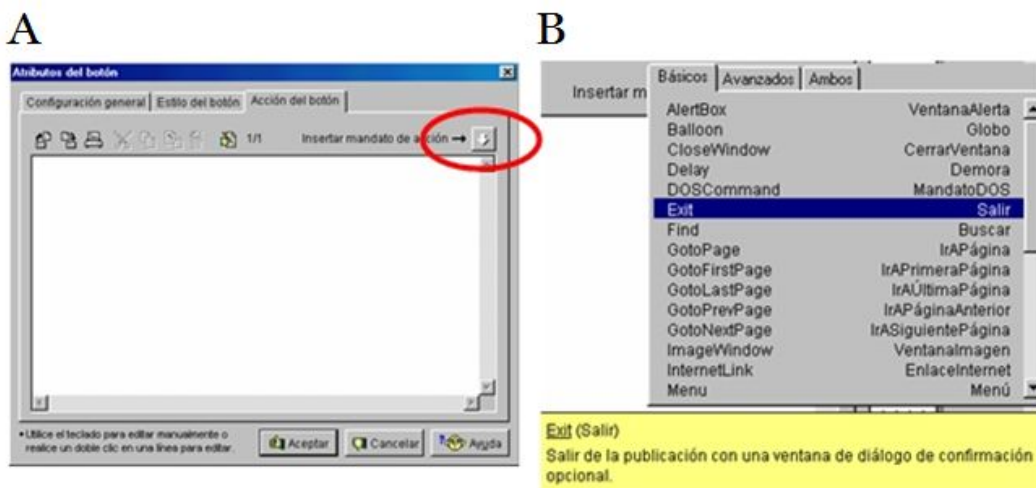 A
B
Atributos del botón
Configuración general Estilo del botón Acción del botón
1/1 Insertar mandato de acción →
• Utilice el teclado para editar manualmente o
realice un doble clic en una línea para editar.
Aceptar Cancelar Ayuda
Insertar m
Básicos Avanzados Ambos
AlertBox VentanaAlerta
Balloon Globo
CloseWindow CerrarVentana
Delay Demora
DOSCommand MandatoDOS
Exit Salir
Find Buscar
GotoPage IrAPágina
GotoFirstPage IrAPrimeraPágina
GotoLastPage IrAÚltimaPágina
GotoPrevPage IrAPáginaAnterior
GotoNextPage IrASiguientePágina
ImageWindow VentanaImagen
InternetLink EnlaceInternet
Menu Menú
Exit (Salir)
Salir de la publicación con una ventana de diálogo de confirmación
opcional.